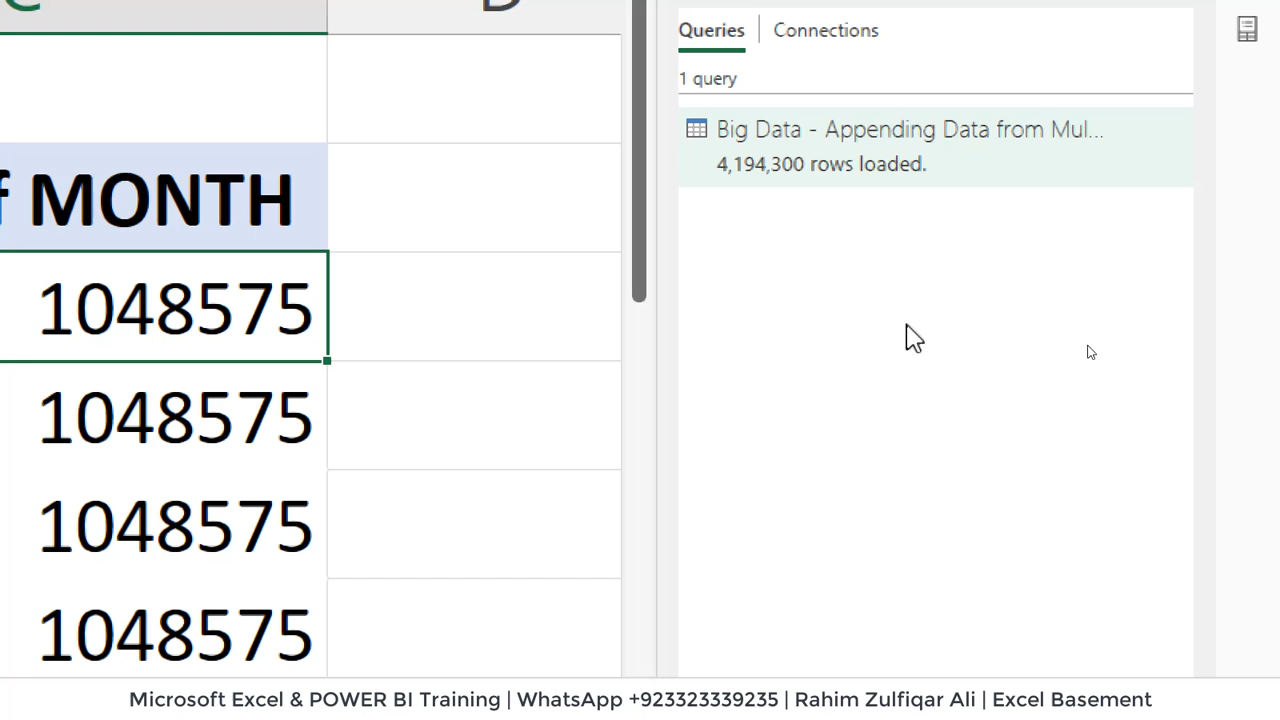 Queries
Connections
1 query
Big Data - Appending Data from Mul...
4,194,300 rows loaded.
f MONTH
1048575
1048575
1048575
1048575
Microsoft Excel & POWER BI Training | WhatsApp +923323339235 | Rahim Zulfiqar Ali | Excel Basement